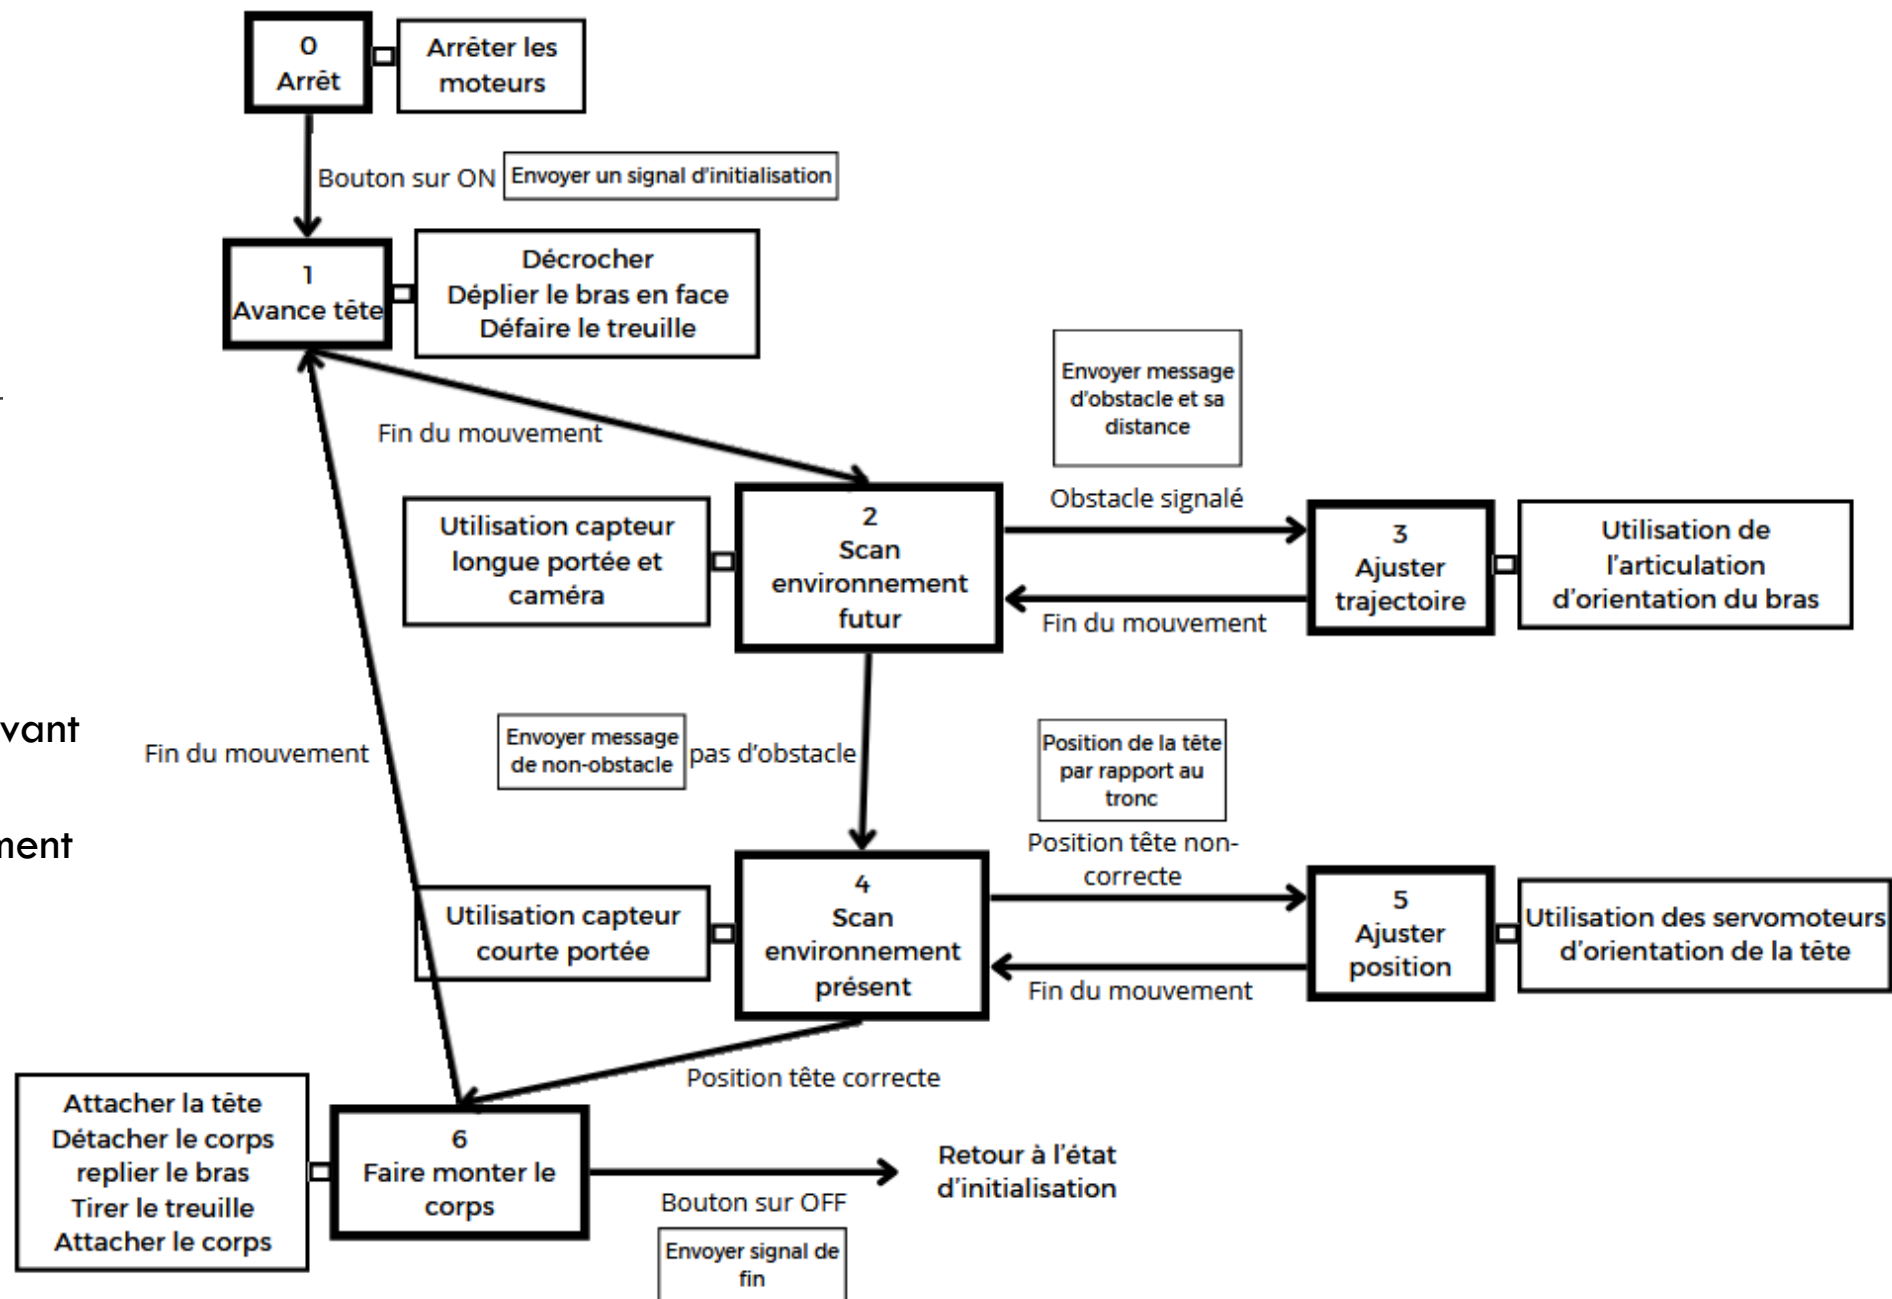 0
Arrêt
Arrêter les
moteurs
Bouton sur ON
Envoyer un signal d'initialisation
1
Avance tête
Décrocher
Déplier le bras en face
Défaire le treuille
Fin du mouvement
Envoyer message
d'obstacle et sa
distance
Obstacle signalé
Utilisation capteur
longue portée et
caméra
2
Scan
environnement
futur
3
Ajuster
trajectoire
Utilisation de
l'articulation
d'orientation du bras
Fin du mouvement
vant
ment
Fin du mouvement
Envoyer message
de non-obstacle
pas d'obstacle
Position de la tête
par rapport au
tronc
Position tête non-
correcte
Utilisation capteur
courte portée
4
Scan
environnement
présent
5
Ajuster
position
Utilisation des servomoteurs
d'orientation de la tête
Fin du mouvement
Position tête correcte
Attacher la tête
Détacher le corps
replier le bras
Tirer le treuille
Attacher le corps
6
Faire monter le
corps
Bouton sur OFF
Envoyer signal de
fin
Retour à l'état
d'initialisation